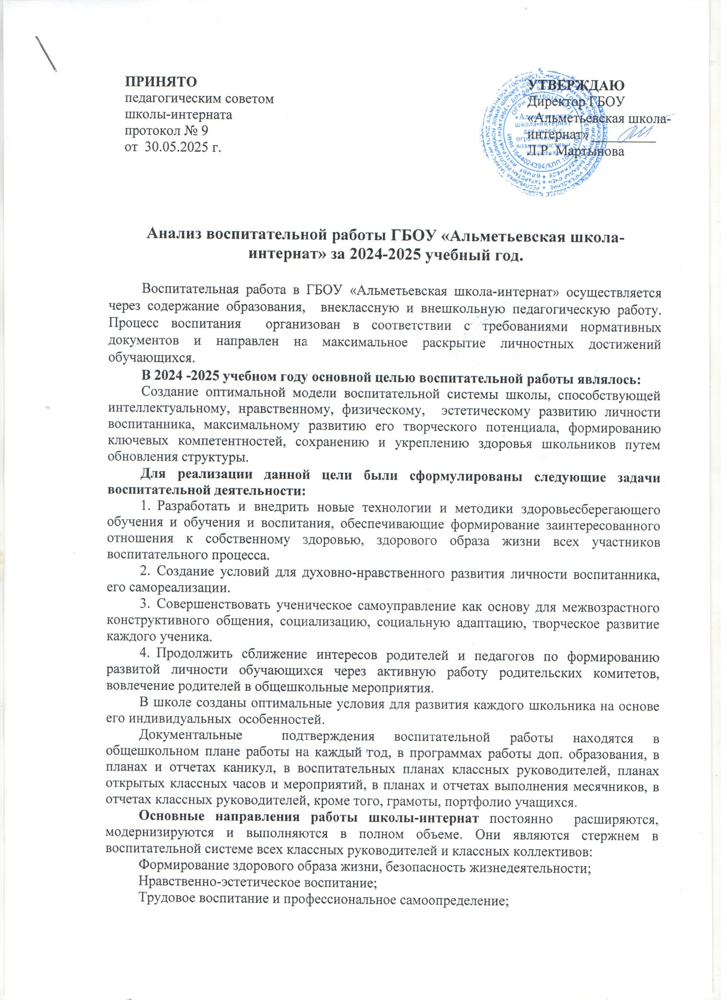 ПРИНЯТО
педагогическим советом
школы-интерната
протокол № 9
от 30.05.2025 г.
УТВЕРЖДАЮ
Директор ГБОУ
«Альметьевская школа-
интернат» _________
Л.Р. Мартынова
«Альметьевская
школа-интернат
для детей с
ограниченными
возможностями
здоровья»
Анализ воспитательной работы ГБОУ «Альметьевская школа-
интернат» за 2024-2025 учебный год.
Воспитательная работа в ГБОУ «Альметьевская школа-интернат» осуществляется
через содержание образования, внеклассную и внешкольную педагогическую работу.
Процесс воспитания организован в соответствии с требованиями нормативных
документов и направлен на максимальное раскрытие личностных достижений
обучающихся.
В 2024 -2025 учебном году основной целью воспитательной работы являлось:
Создание оптимальной модели воспитательной системы школы, способствующей
интеллектуальному, нравственному, физическому, эстетическому развитию личности
воспитанника, максимальному развитию его творческого потенциала, формированию
ключевых компетентностей, сохранению и укреплению здоровья школьников путем
обновления структуры.
Для реализации данной цели были сформулированы следующие задачи
воспитательной деятельности:
1. Разработать и внедрить новые технологии и методики здоровьесберегающего
обучения и обучения и воспитания, обеспечивающие формирование заинтересованного
отношения к собственному здоровью, здорового образа жизни всех участников
воспитательного процесса.
2. Создание условий для духовно-нравственного развития личности воспитанника,
его самореализации.
3. Совершенствовать ученическое самоуправление как основу для межвозрастного
конструктивного общения, социализацию, социальную адаптацию, творческое развитие
каждого ученика.
4. Продолжить сближение интересов родителей и педагогов по формированию
развитой личности обучающихся через активную работу родительских комитетов,
вовлечение родителей в общешкольные мероприятия.
В школе созданы оптимальные условия для развития каждого школьника на основе
его индивидуальных особенностей.
Документальные подтверждения воспитательной работы находятся в
общешкольном плане работы на каждый год, в программах работы доп. образования, в
планах и отчетах каникул, в воспитательных планах классных руководителей, планах
открытых классных часов и мероприятий, в планах и отчетах выполнения месячников, в
отчетах классных руководителей, кроме того, грамоты, портфолио учащихся.
Основные направления работы школы-интернат постоянно расширяются,
модернизируются и выполняются в полном объеме. Они являются стержнем в
воспитательной системе всех классных руководителей и классных коллективов:
Формирование здорового образа жизни, безопасность жизнедеятельности;
Нравственно-эстетическое воспитание;
Трудовое воспитание и профессиональное самоопределение;